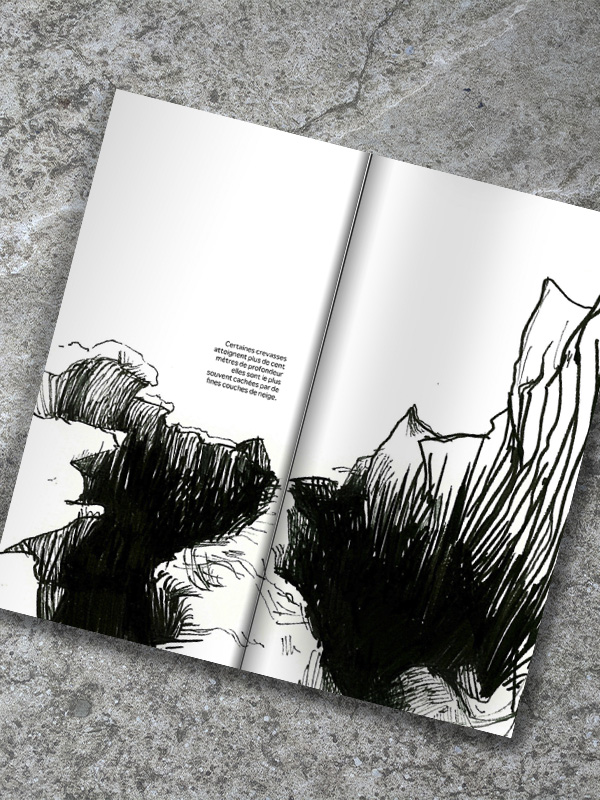 Certaines crevasses
atteignent plus de cent
mètres de profondeur
elles sont le plus
souvent cachées par de
fines couches de neige.